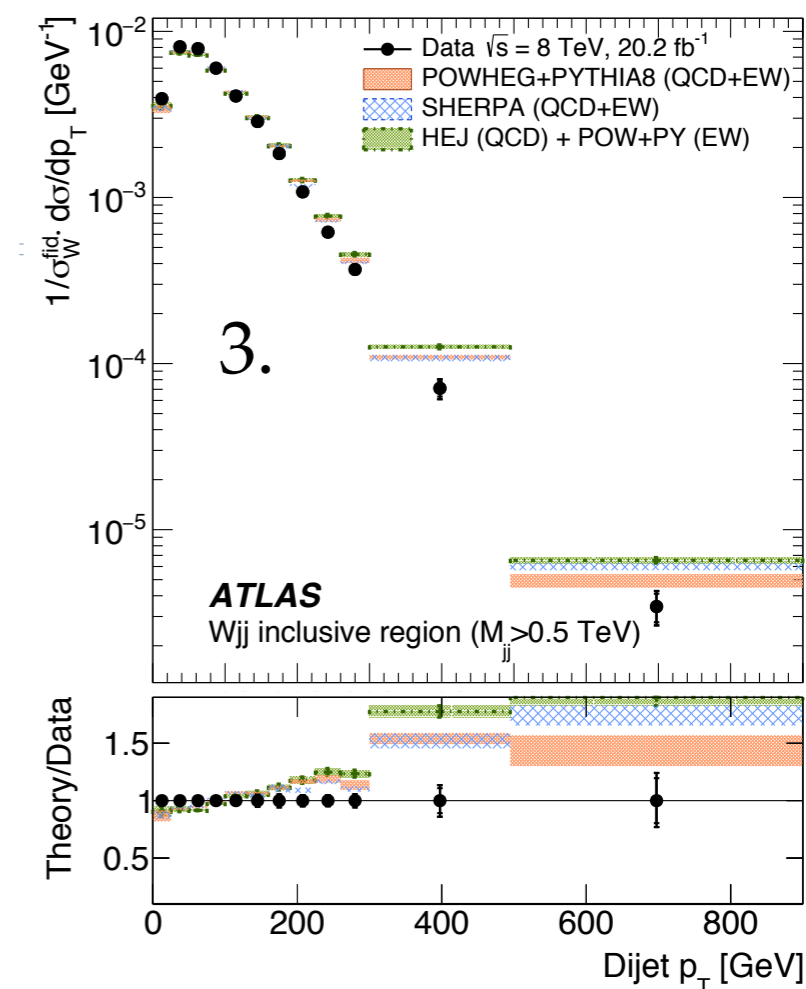 10⁻²
Data √s = 8 TeV, 20.2 fb⁻¹
POWHEG+PYTHIA8 (QCD+EW)
SHERPA (QCD+EW)
HEJ (QCD) + POW+PY (EW)
1/σ_W^fid. dσ/dp_T [GeV⁻¹]
10⁻³
3.
10⁻⁴
10⁻⁵
ATLAS
Wjj inclusive region (M_jj>0.5 TeV)
Theory/Data
1.5
1
0.5
0 200 400 600 800
Dijet p_T [GeV]